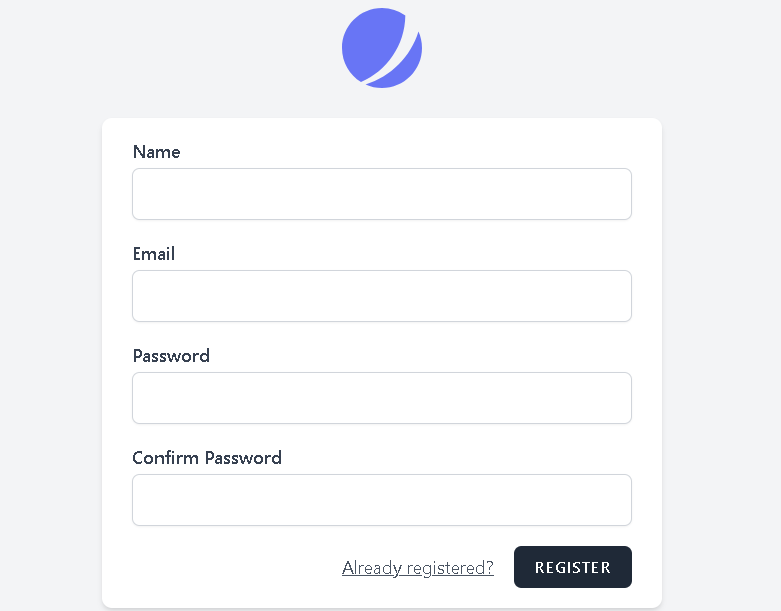 Name
Email
Password
Confirm Password
Already registered? REGISTER